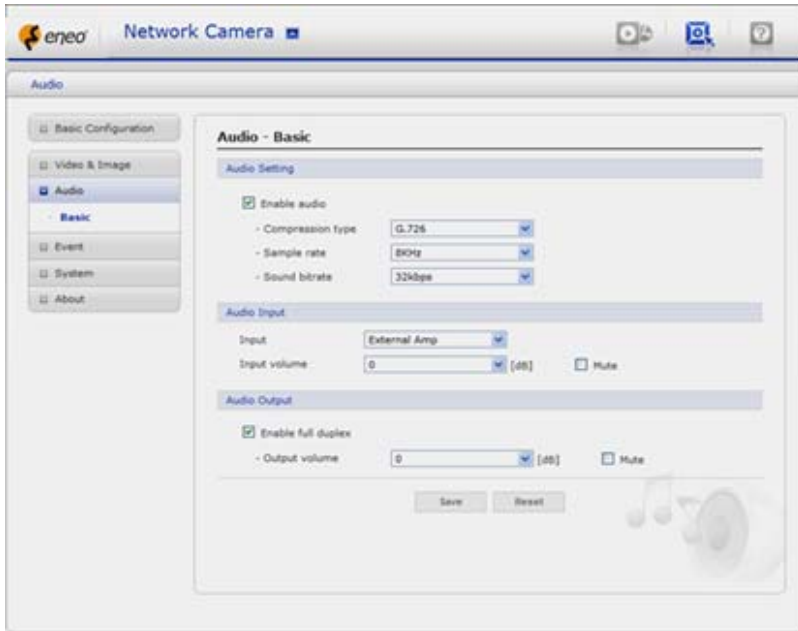 eneo Network Camera
Audio
Basic Configuration
Video & Image
Audio
- Basic
Event
System
About
Audio - Basic
Audio Setting
Enable audio
- Compression type G.726
- Sample rate 8KHz
- Sound bitrate 32kbps
Audio Input
Input External Amp
Input volume 0 [dB] Mute
Audio Output
Enable full duplex
- Output volume 0 [dB] Mute
Save Reset